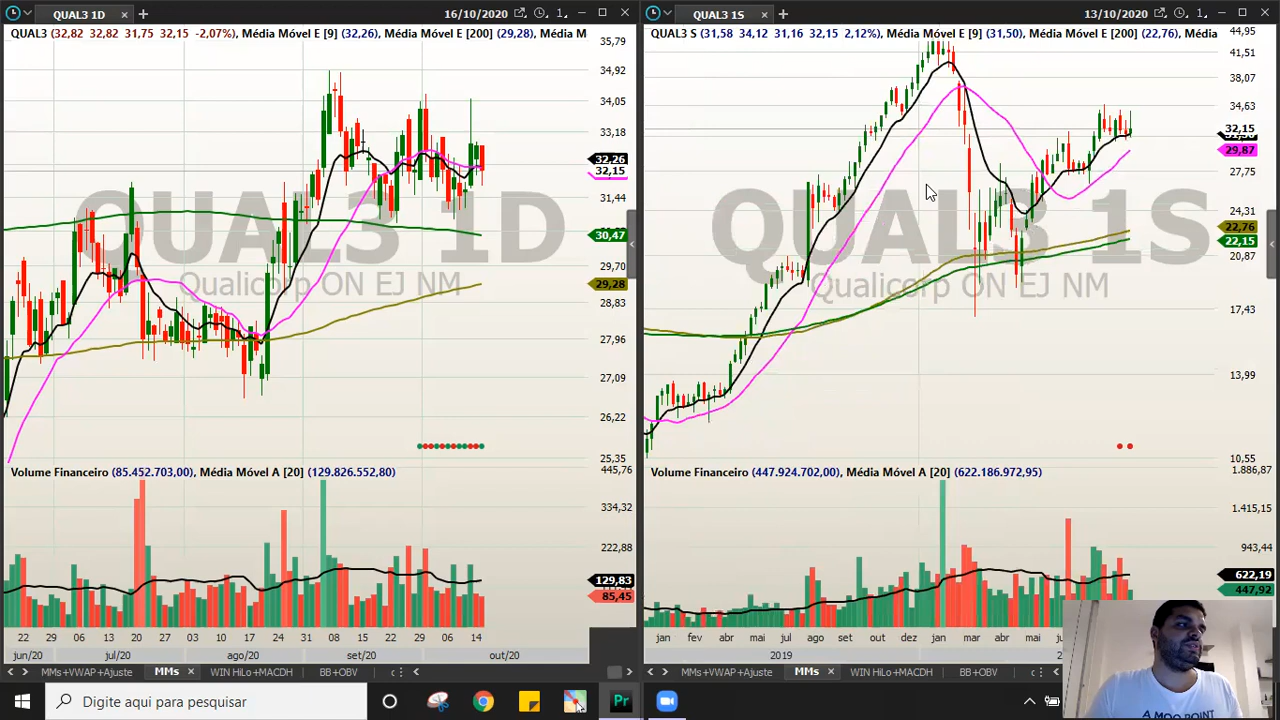 QUAL3 1D
16/10/2020
1
QUAL3 (32,82 32,82 31,75 32,15 -2,07%), Média Móvel E [9] (32,26), Média Móvel E [200] (29,28), Média M
35,79
34,92
34,05
33,18
32,26
32,15
31,44
30,47
29,70
29,28
28,83
27,96
27,09
26,22
25,35
QUAL3 1D
Qualicorp ON EJ NM
Volume Financeiro (85.452.703,00), Média Móvel A [20] (129.826.552,80)
445,76
334,32
222,88
129,83
85,45
22 29 06 13 20 27 03 10 17 24 31 08 14 22 29 06 14
jun/20 jul/20 ago/20 set/20 out/20
MMs+VWAP+Ajuste MMs WIN HiLo+MACDH BB+OBV
QUAL3 1S
13/10/2020
1
QUAL3 S (31,58 34,12 31,16 32,15 2,12%), Média Móvel E [9] (31,50), Média Móvel E [200] (22,76), Média
44,95
41,51
38,07
34,63
32,15
29,87
27,75
24,31
22,76
22,15
20,87
17,43
13,99
10,55
QUAL3 1S
Qualicorp ON EJ NM
Volume Financeiro (447.924.702,00), Média Móvel A [20] (622.186.972,95)
1.886,87
1.415,15
943,44
622,19
447,92
jan fev abr mai jul ago set out dez jan mar abr mai ju
2019 2
MMs+VWAP+Ajuste MMs WIN HiLo+MACDH BB+OBV
Digite aqui para pesquisar
Pr
A MOO POINT